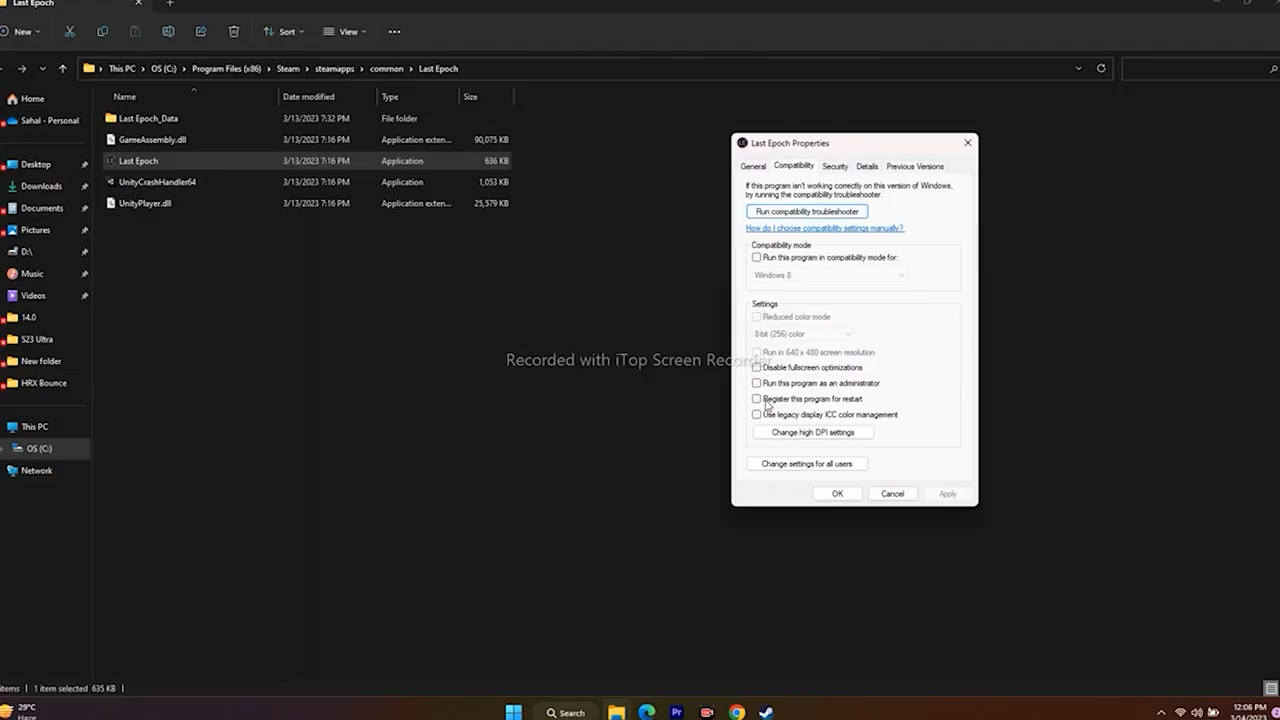 Last Epoch
New
Sort
View
This PC
OS (C:)
Program Files (x86)
Steam
steamapps
common
Last Epoch
Name
Date modified
Type
Size
Home
Sahal - Personal
Desktop
Downloads
Documen
Pictures
D:\
Music
Videos
14.0
S23 Ultra
New folder
HRX Bounce
This PC
OS (C:)
Network
Last Epoch_Data 3/13/2023 7:32 PM File folder
GameAssembly.dll 3/13/2023 7:16 PM Application exten... 90,075 KB
Last Epoch 3/13/2023 7:16 PM Application 636 KB
UnityCrashHandler64 3/13/2023 7:16 PM Application 1,053 KB
3/13/2023 7:16 PM Application exten... 25,579 KB
Last Epoch Properties
General Compatibility Security Details Previous Versions
If this program isn't working correctly on this version of Windows,
try running the compatibility troubleshooter.
Run compatibility troubleshooter
How do I choose compatibility settings manually?
Compatibility mode
Run this program in compatibility mode for:
Windows 8
Settings
Reduced color mode
8-bit (256) color
Run in 640 x 480 screen resolution
Disable fullscreen optimizations
Run this program as an administrator
Register this program for restart
Use legacy display ICC color management
Change high DPI settings
Change settings for all users
OK Cancel Apply
Recorded with iTop Screen Recorder
items 1 item selected 635 KB
29°C
Haze
Search
Pr
12:06 PM